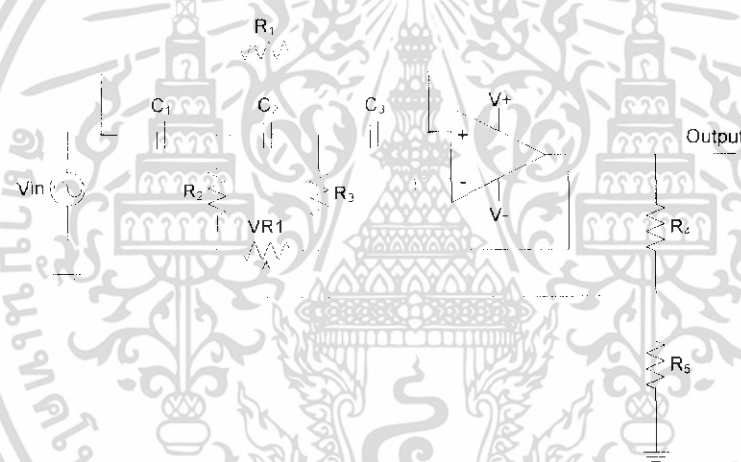 R1
C1
C2
C3
V+
+
Output
Vin
R2
R3
-
V-
VR1
R4
R5